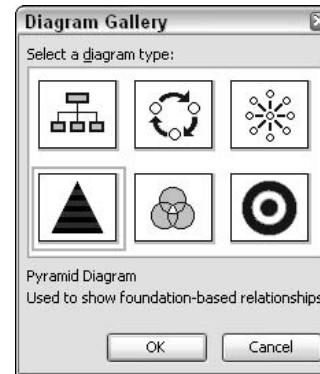 Diagram Gallery
Select a diagram type:
Pyramid Diagram
Used to show foundation-based relationships
OK
Cancel